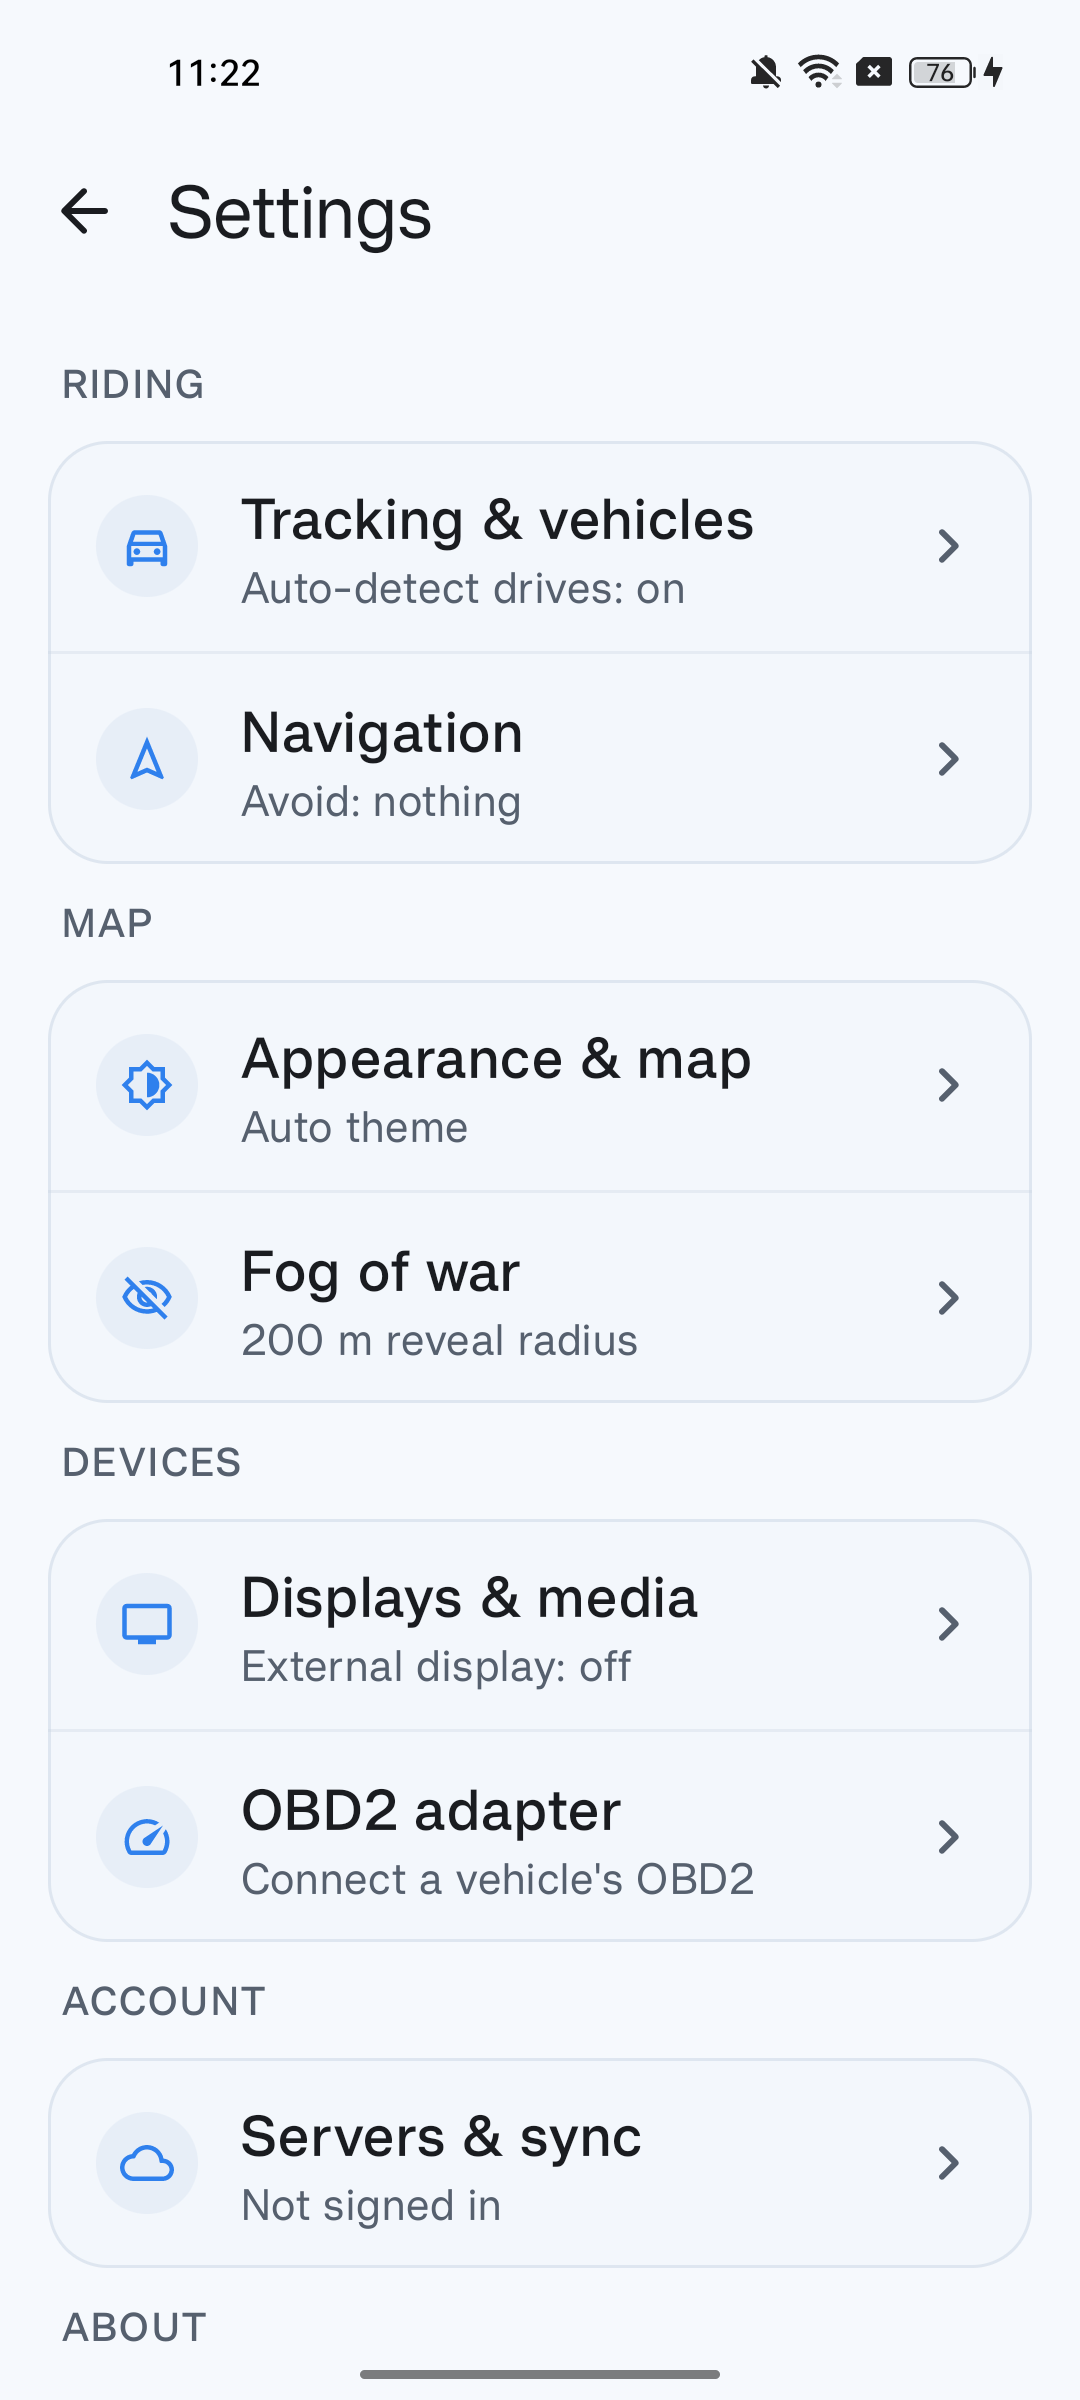 11:22
76
Settings
RIDING
Tracking & vehicles
Auto-detect drives: on
Navigation
Avoid: nothing
MAP
Appearance & map
Auto theme
Fog of war
200 m reveal radius
DEVICES
Displays & media
External display: off
OBD2 adapter
Connect a vehicle's OBD2
ACCOUNT
Servers & sync
Not signed in
ABOUT